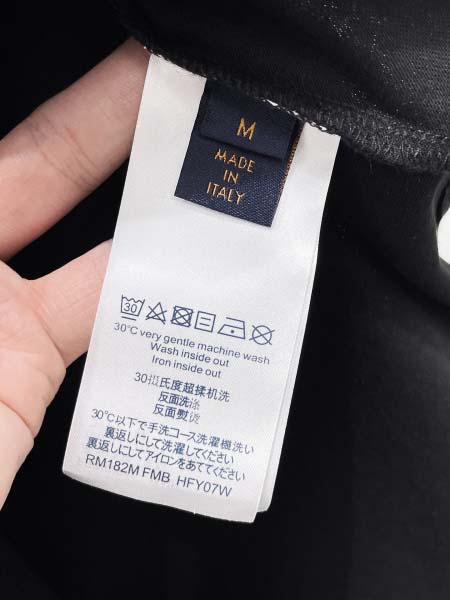 M
MADE
IN
ITALY
30
30°C very gentle machine wash
Wash inside out
Iron inside out
30摄氏度超揉机洗
反面洗涤
反面熨烫
30℃以下で手洗コース洗濯機洗い
裏返しにして洗濯してください
裏返しにしてアイロンをあててください
RM182M FMB HFY07W